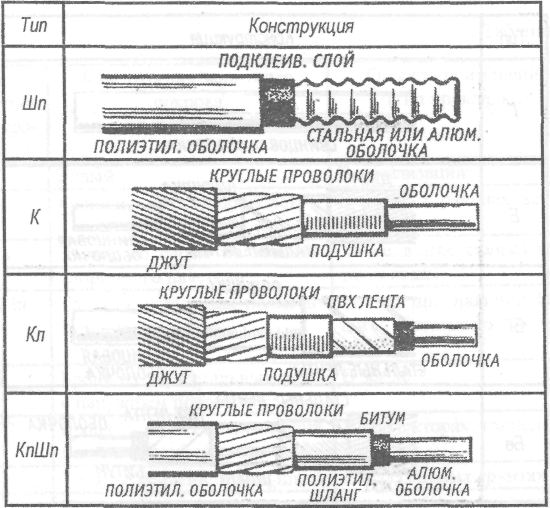 Тип
Конструкция
Шп
ПОДКЛЕИВ. СЛОЙ
ПОЛИЭТИЛ. ОБОЛОЧКА
СТАЛЬНАЯ ИЛИ АЛЮМ.
ОБОЛОЧКА
К
КРУГЛЫЕ ПРОВОЛОКИ
ОБОЛОЧКА
ДЖУТ
ПОДУШКА
Кл
КРУГЛЫЕ ПРОВОЛОКИ
ПВХ ЛЕНТА
ДЖУТ
ПОДУШКА
ОБОЛОЧКА
КпШп
КРУГЛЫЕ ПРОВОЛОКИ
БИТУМ
ПОЛИЭТИЛ. ОБОЛОЧКА
ПОЛИЭТИЛ.
ШЛАНГ
АЛЮМ.
ОБОЛОЧКА